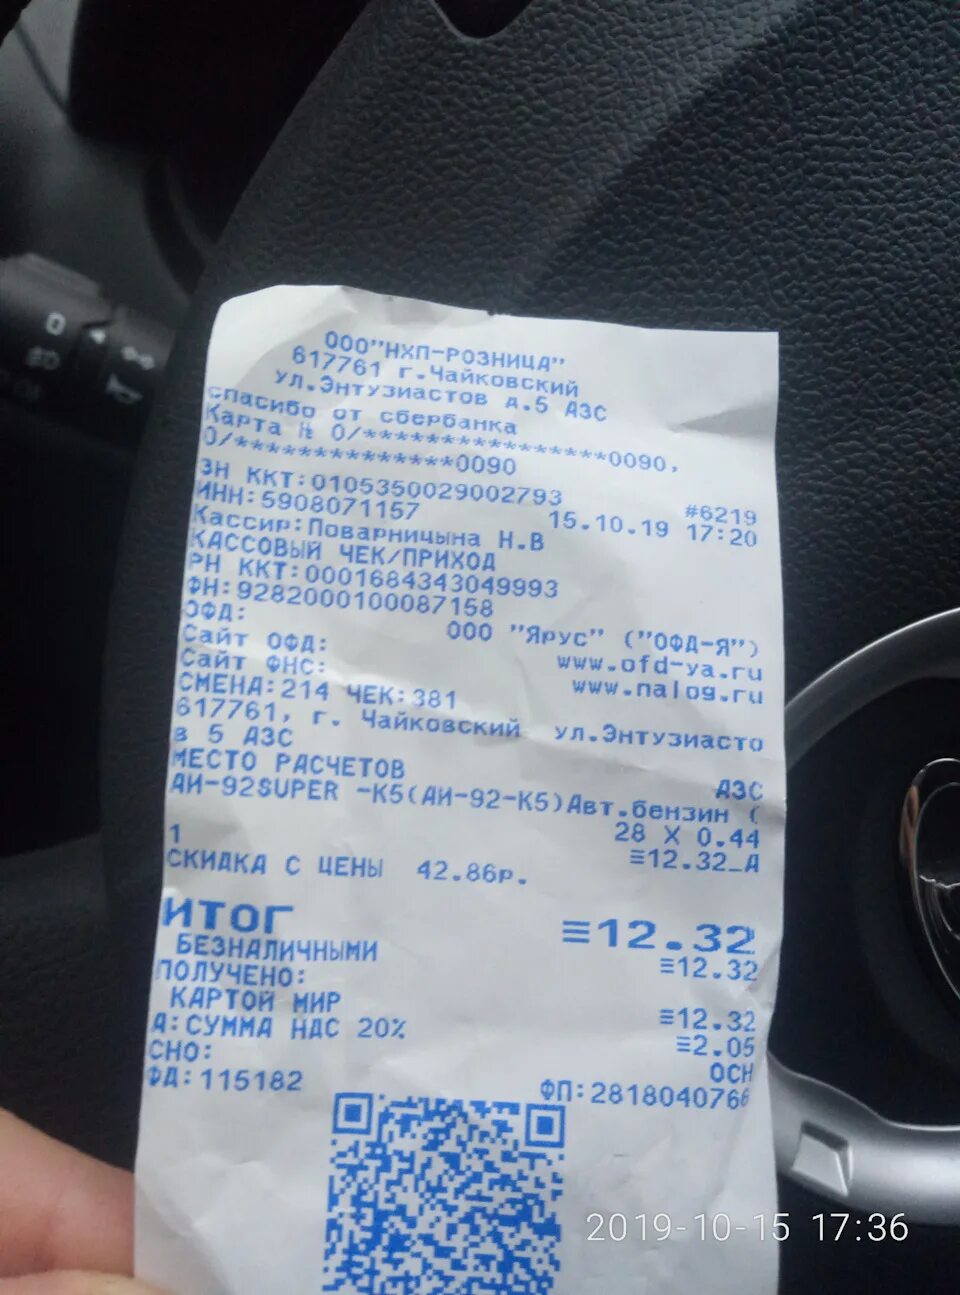 ООО"НХП-РОЗНИЦА"
617761 г.Чайковский
ул.Энтузиастов д.5 АЗС
спасибо от сбербанка
Карта № 0/*****************0090,
0/**************0090
ЗН ККТ:0105350029002793 #6219
ИНН:5908071157 15.10.19 17:20
Кассир:Поварничына Н.В
КАССОВЫЙ ЧЕК/ПРИХОД
РН ККТ:0001684343049993
ФН:9282000100087158
ОФД: ООО "Ярус" ("ОФД-Я")
Сайт ОФД: www.ofd-ya.ru
Сайт ФНС: www.nalog.ru
СМЕНА:214 ЧЕК:381
617761, г. Чайковский ул.Энтузиасто
в 5 АЗС
МЕСТО РАСЧЕТОВ АЗС
АИ-92SUPER -К5(АИ-92-К5)Авт.бензин (
28 X 0.44
1 ≡12.32_А
СКИДКА С ЦЕНЫ 42.86р.
ИТОГ ≡12.32
БЕЗНАЛИЧНЫМИ ≡12.32
ПОЛУЧЕНО:
КАРТОЙ МИР ≡12.32
А:СУММА НДС 20% ≡2.05
СНО: ОСН
ФД:115182 ФП:2818040766
2019-10-15 17:36